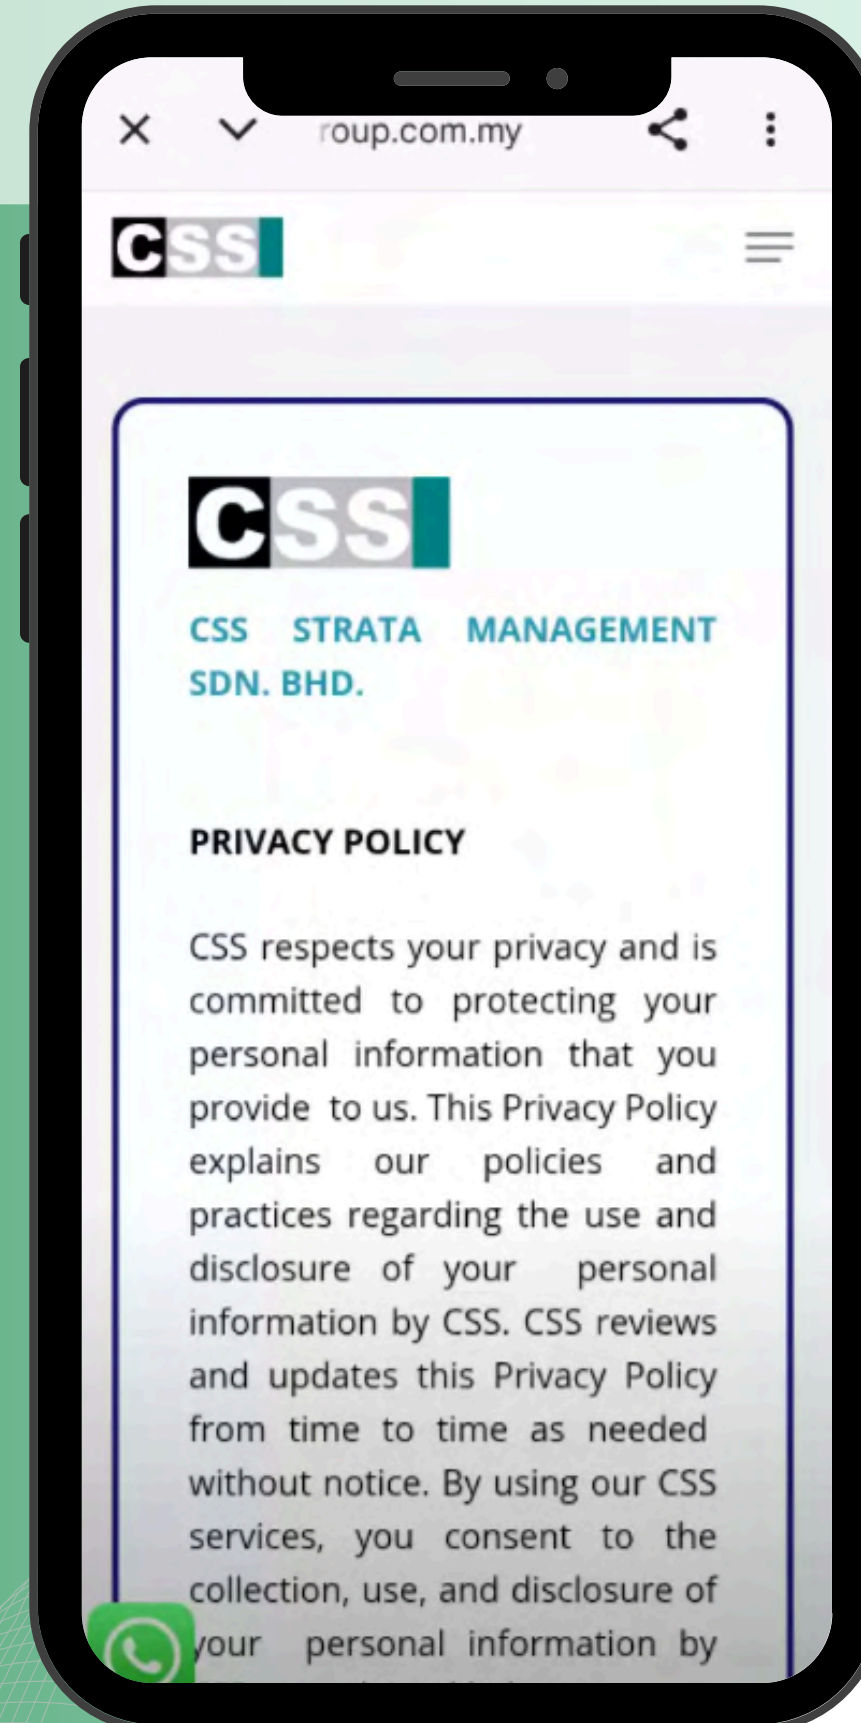 roup.com.my
CSS
CSS
CSS STRATA MANAGEMENT
SDN. BHD.
PRIVACY POLICY
CSS respects your privacy and is
committed to protecting your
personal information that you
provide to us. This Privacy Policy
explains our policies and
practices regarding the use and
disclosure of your personal
information by CSS. CSS reviews
and updates this Privacy Policy
from time to time as needed
without notice. By using our CSS
services, you consent to the
collection, use, and disclosure of
your personal information by